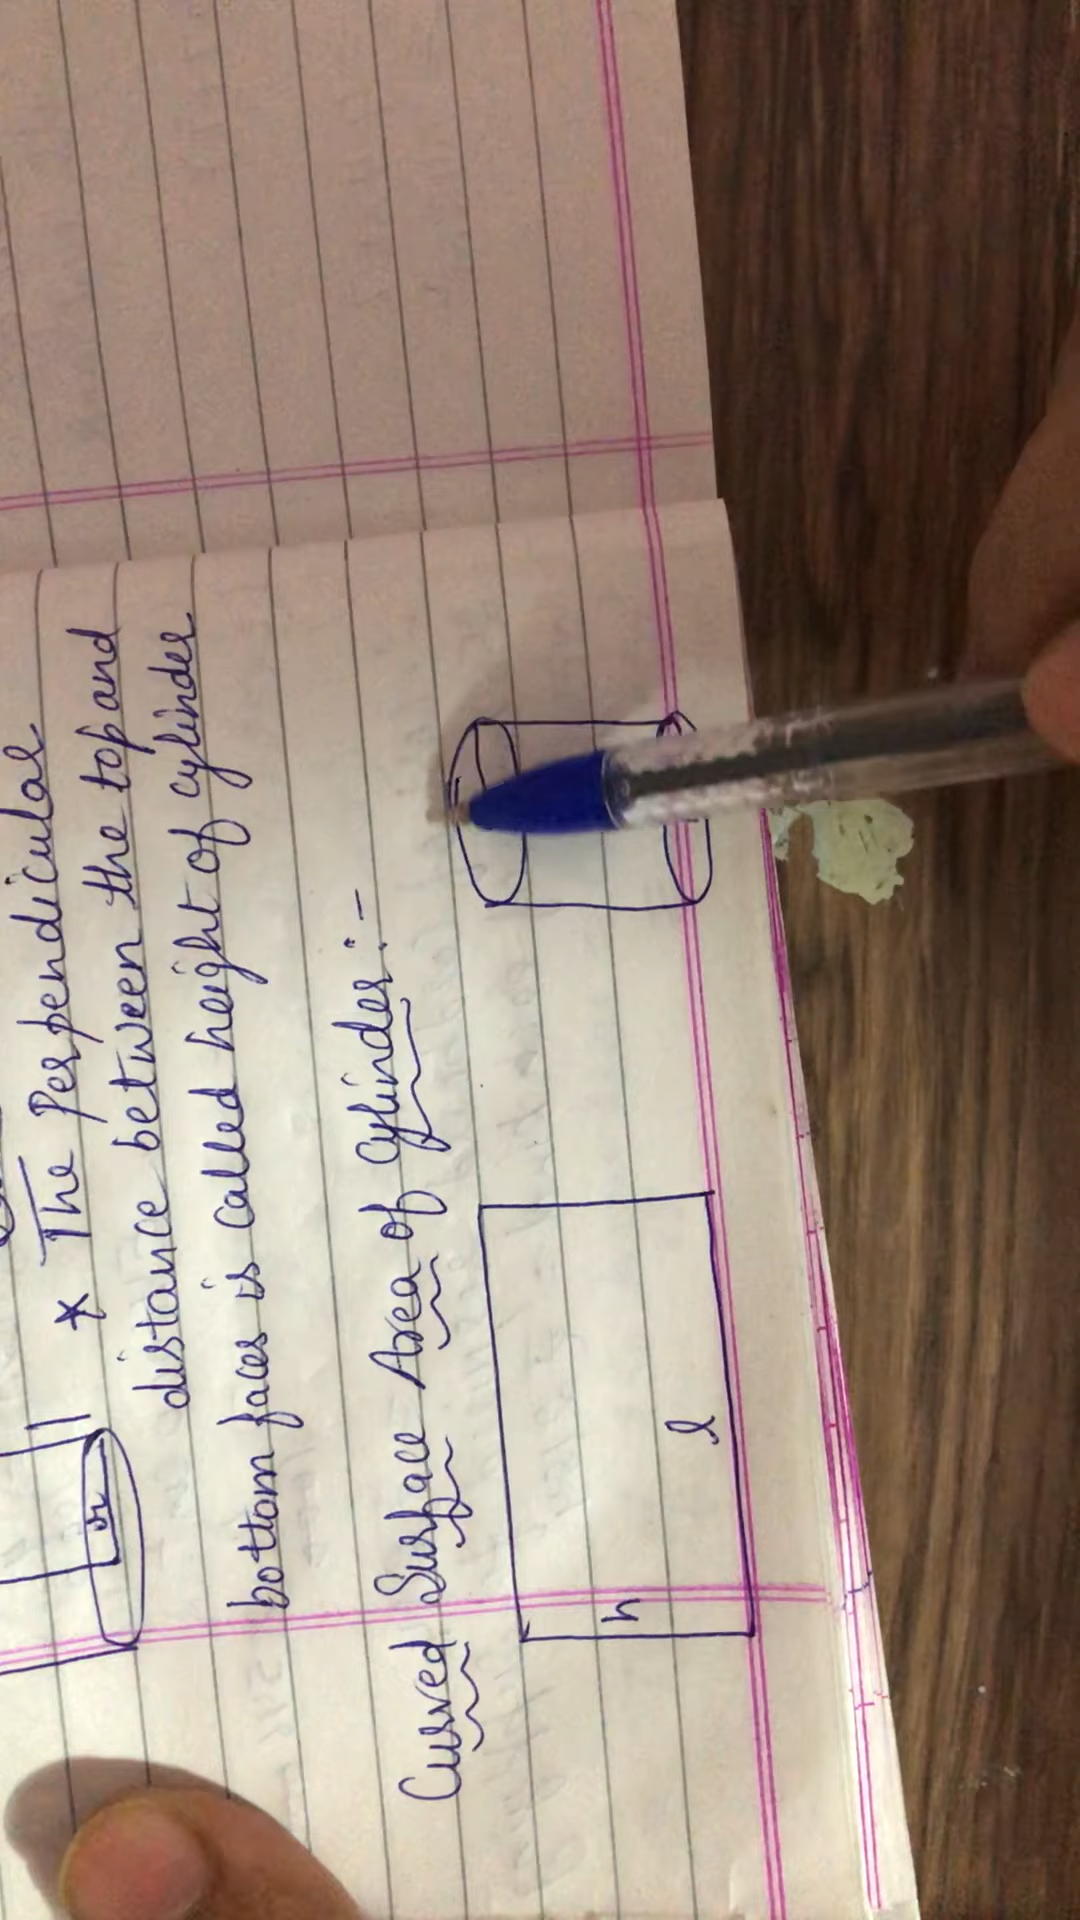 r
* The Perpendicular
distance between the top and
bottom faces is called height of cylinder
Curved Surface Area of Cylinder :-
h
l